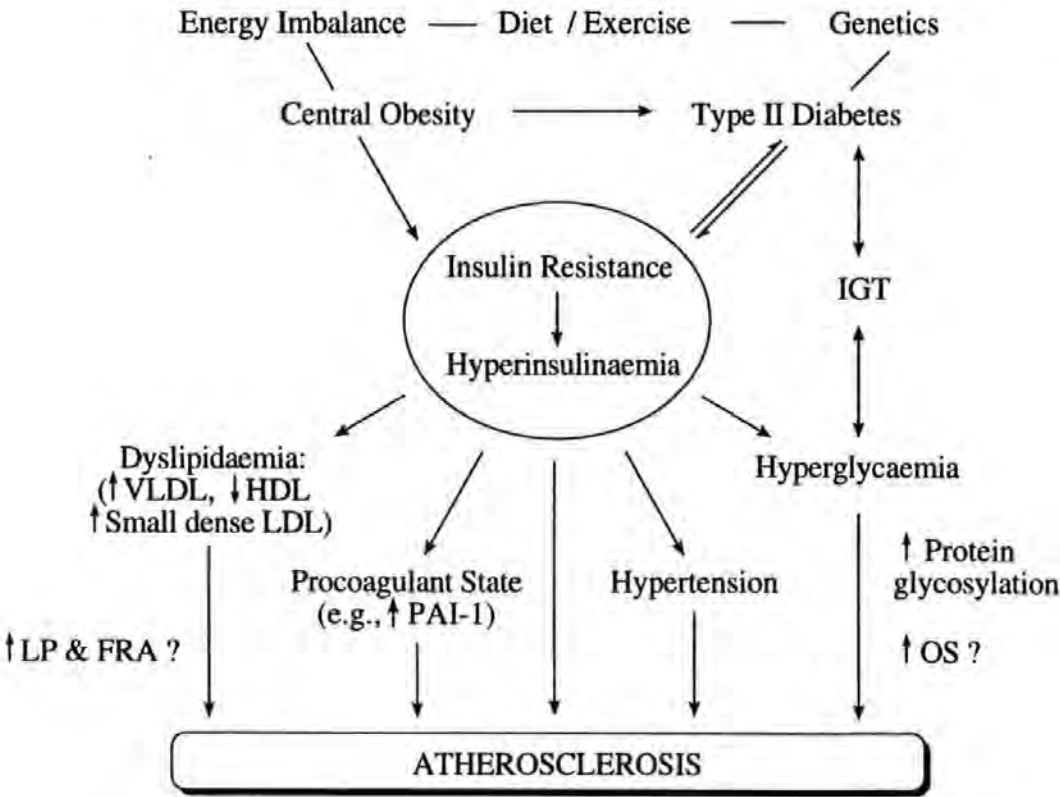 Energy Imbalance — Diet / Exercise — Genetics
Central Obesity → Type II Diabetes
Insulin Resistance
IGT
Hyperinsulinaemia
Dyslipidaemia:
(↑VLDL, ↓HDL
↑Small dense LDL)
Hyperglycaemia
Procoagulant State
(e.g., ↑ PAI-1)
Hypertension
↑ Protein
glycosylation
↑LP & FRA ?
↑ OS ?
ATHEROSCLEROSIS